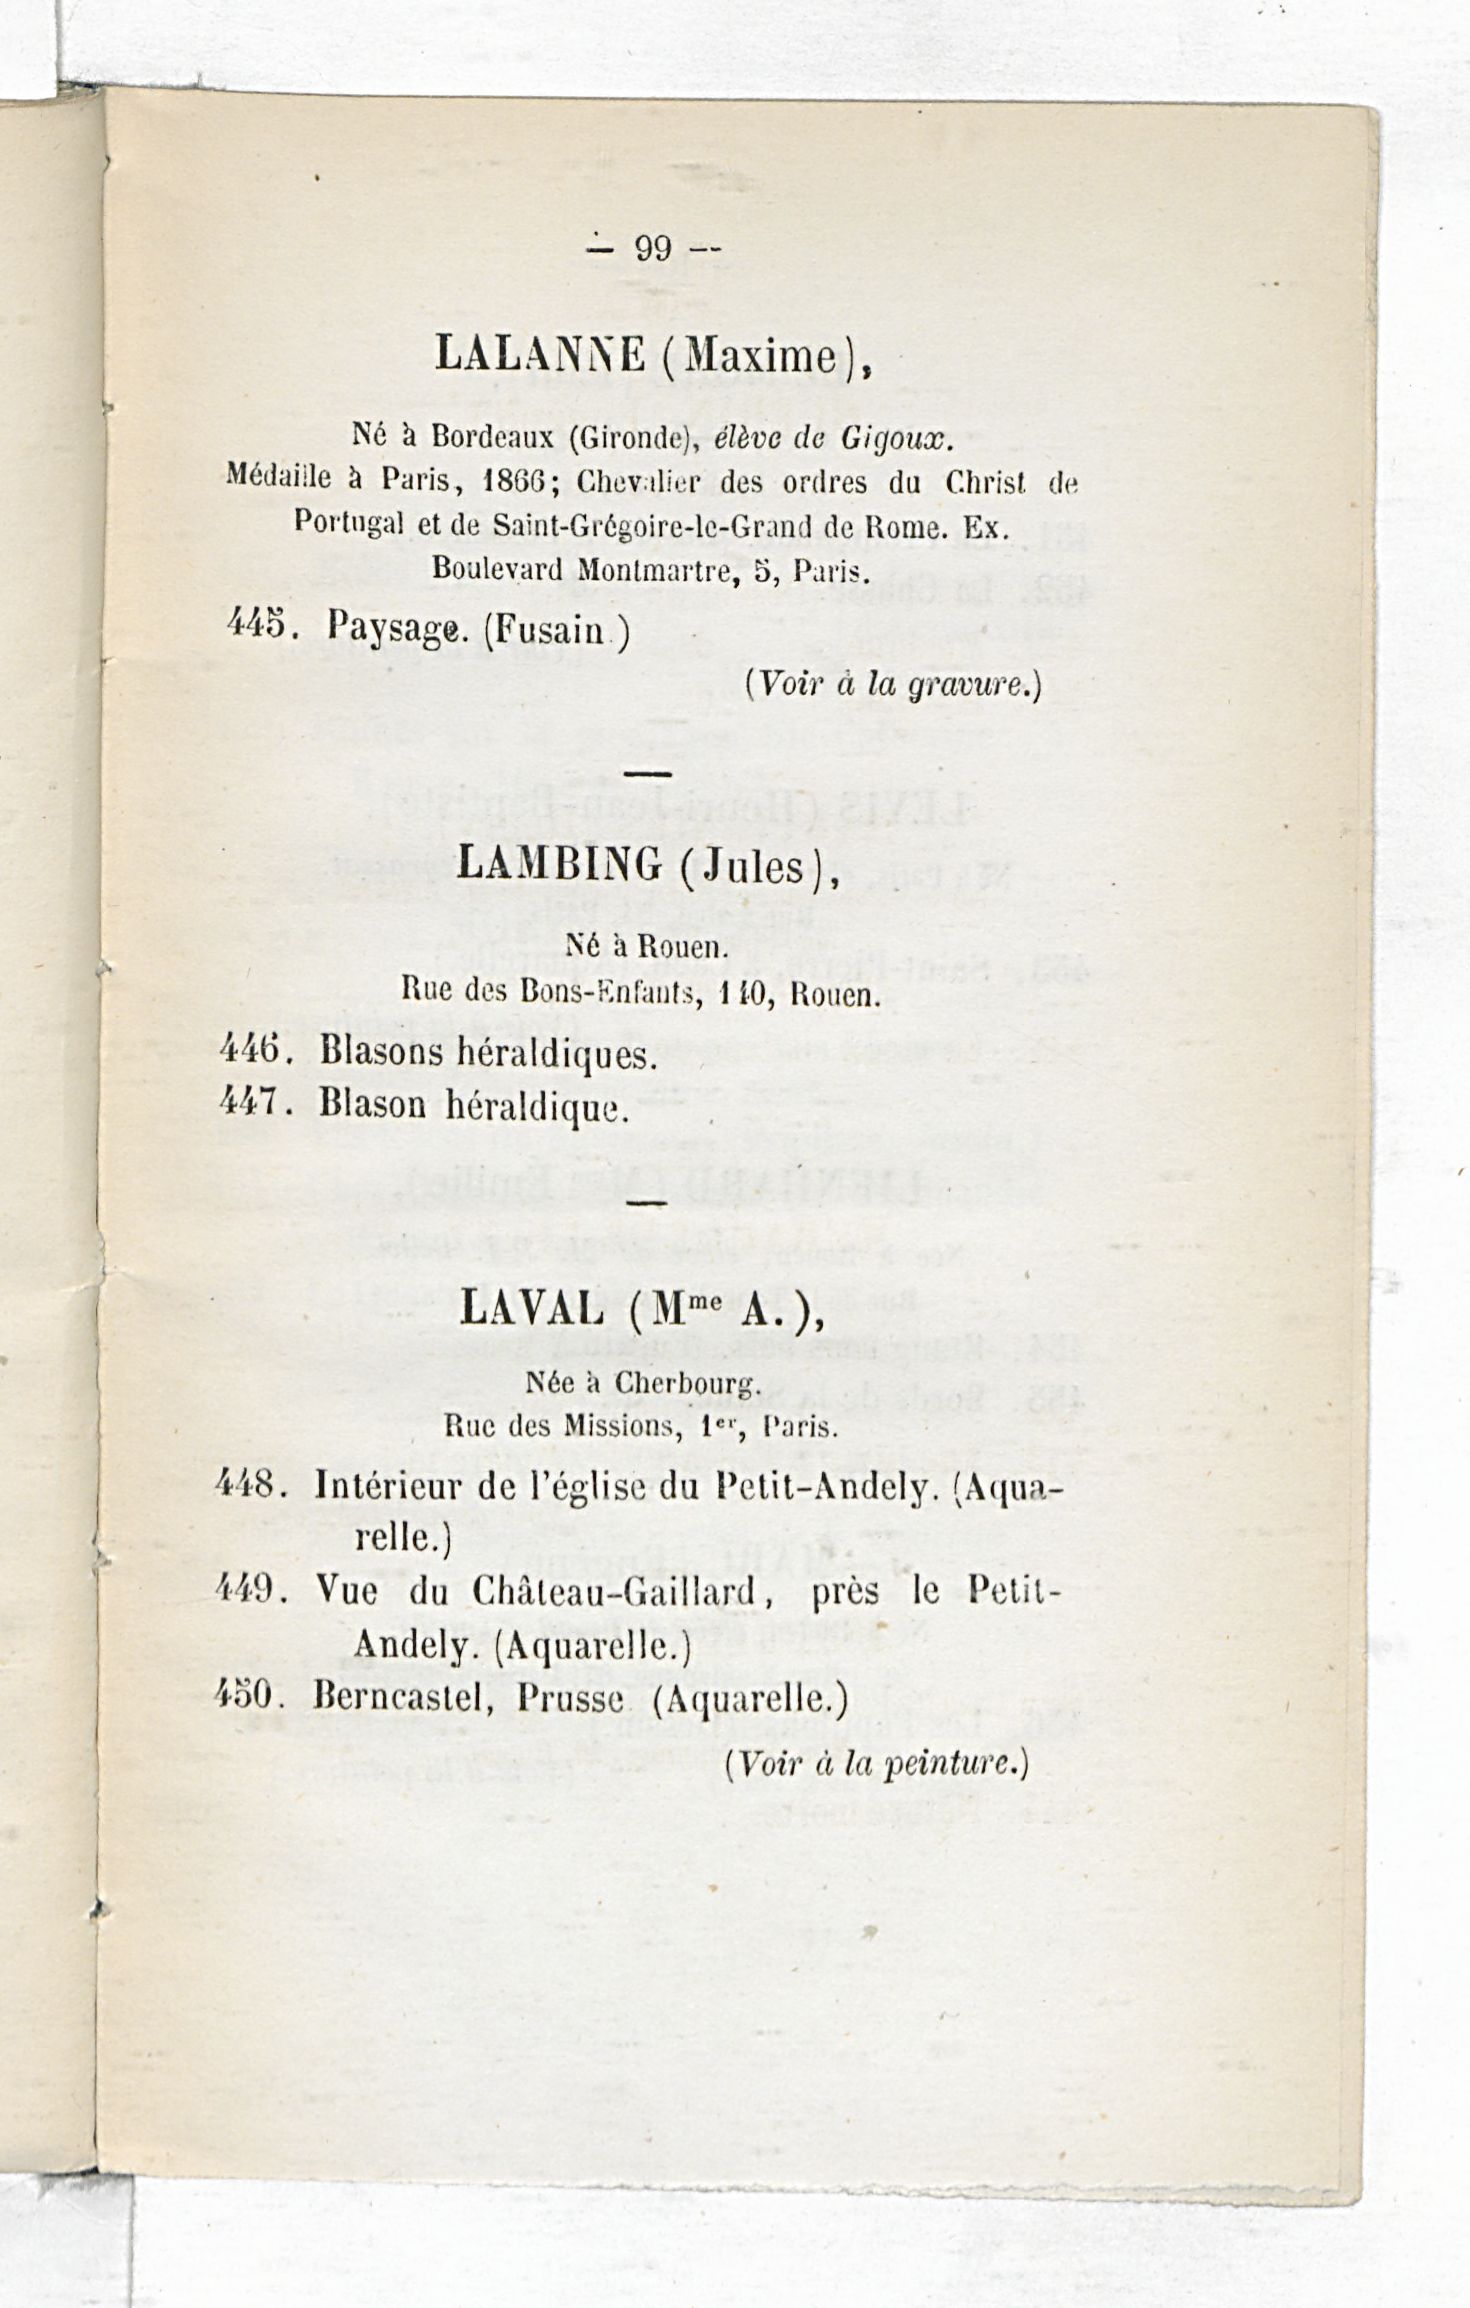 — 99 —
LALANNE (Maxime),
Né à Bordeaux (Gironde), élève de Gigoux.
Médaille à Paris, 1866; Chevalier des ordres du Christ de
Portugal et de Saint-Grégoire-le-Grand de Rome. Ex.
Boulevard Montmartre, 5, Paris.
445. Paysage. (Fusain.)
(Voir à la gravure.)
LAMBING (Jules),
Né à Rouen.
Rue des Bons-Enfants, 110, Rouen.
446. Blasons héraldiques.
447. Blason héraldique.
LAVAL (Mme A.),
Née à Cherbourg.
Rue des Missions, 1er, Paris.
448. Intérieur de l'église du Petit-Andely. (Aqua-
relle.)
449. Vue du Château-Gaillard, près le Petit-
Andely. (Aquarelle.)
450. Berncastel, Prusse (Aquarelle.)
(Voir à la peinture.)